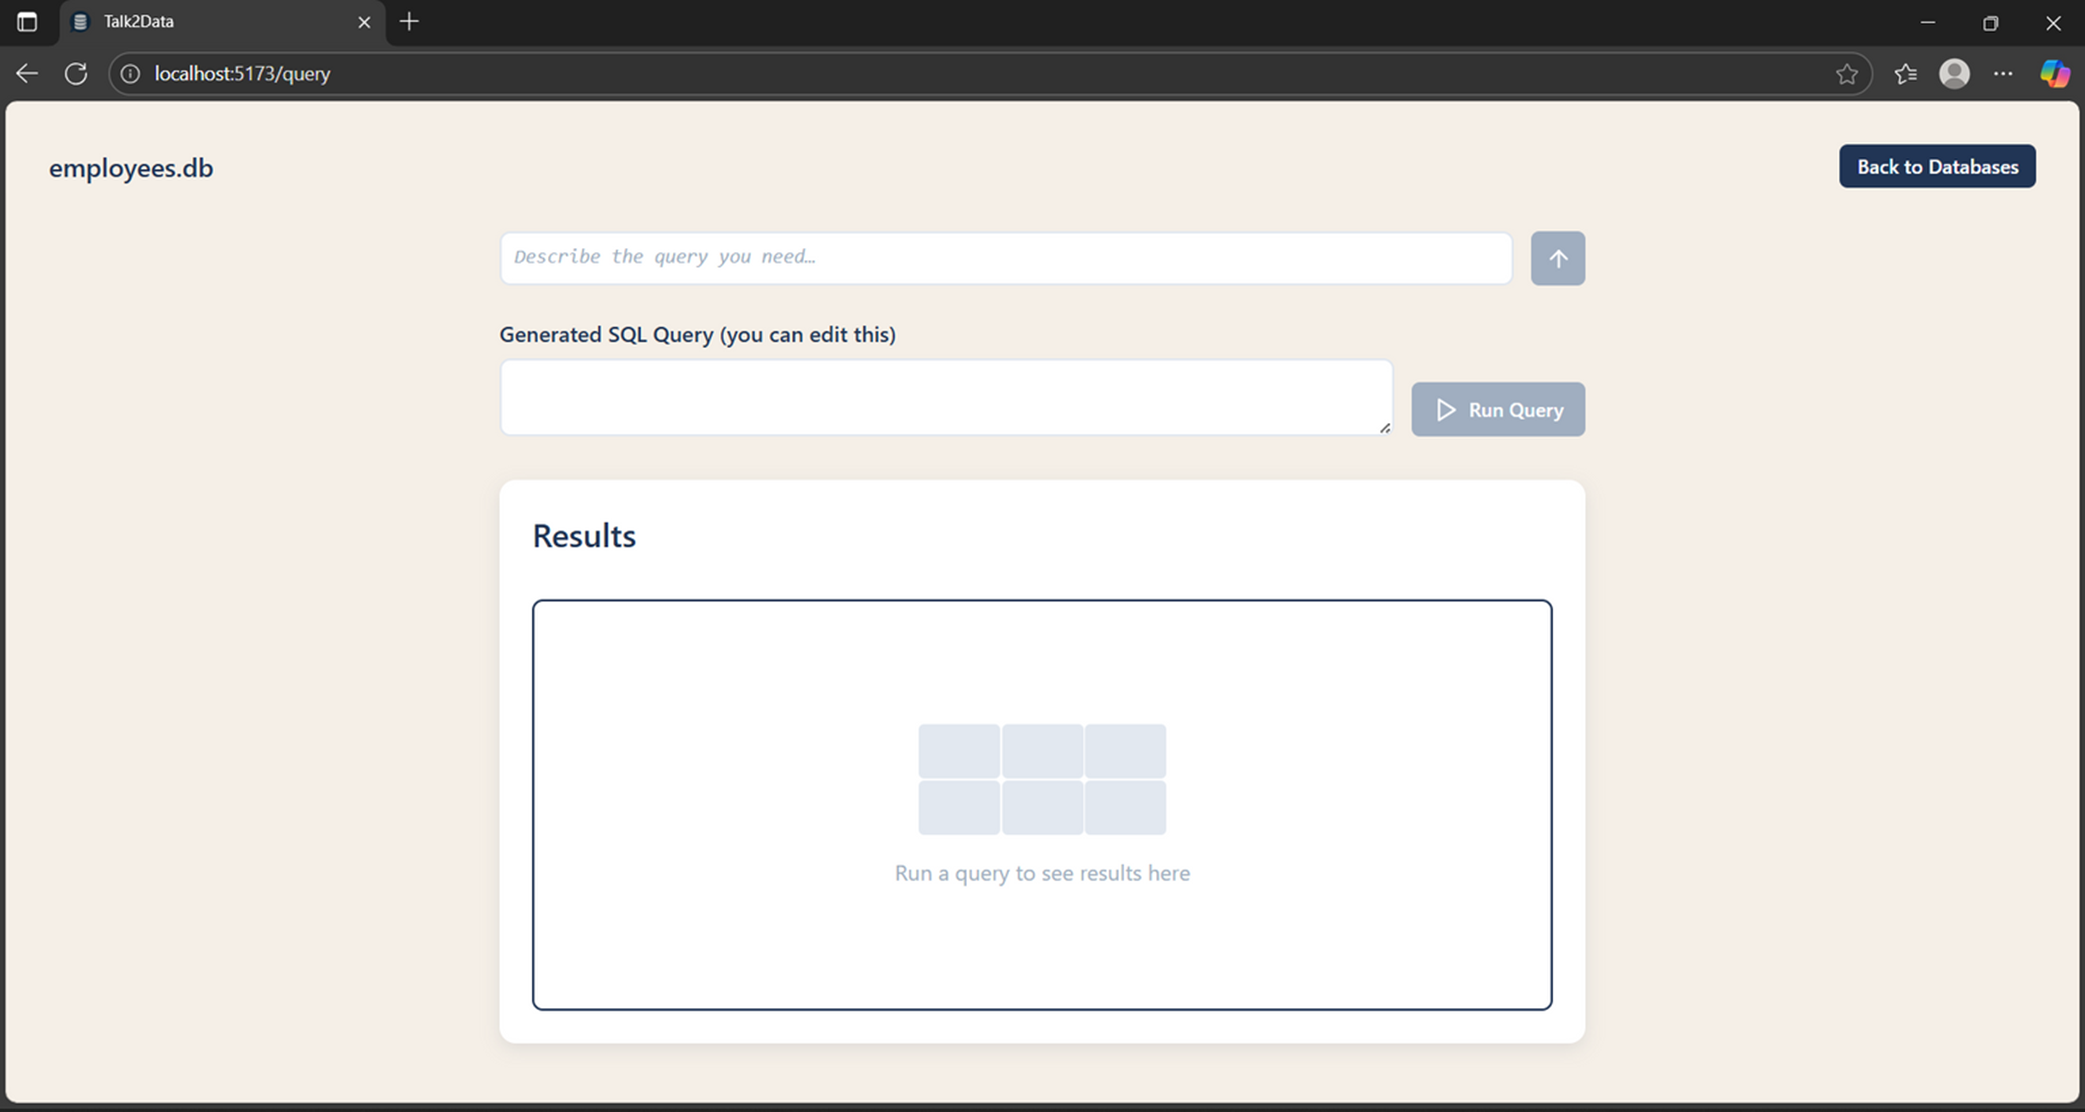 Talk2Data
localhost:5173/query
employees.db
Back to Databases
Describe the query you need…
Generated SQL Query (you can edit this)
Run Query
Results
Run a query to see results here